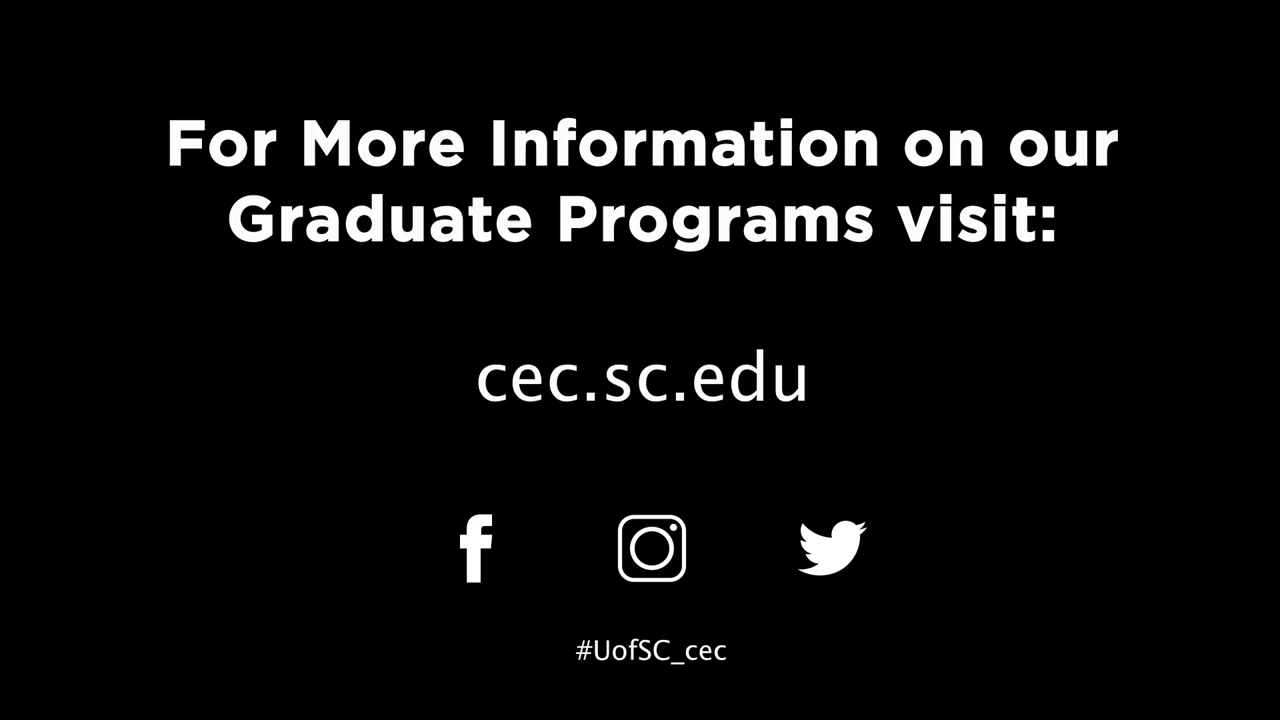 For More Information on our
Graduate Programs visit:
cec.sc.edu
#UofSC_cec